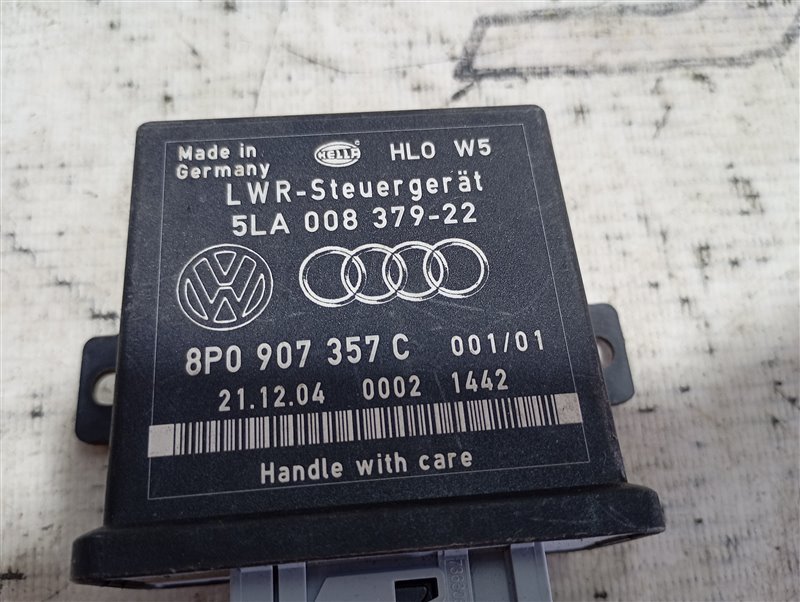 Made in
Germany
HELLA
HLO W5
LWR-Steuergerät
5LA 008 379-22
8P0 907 357 C 001/01
21.12.04 0002 1442
Handle with care